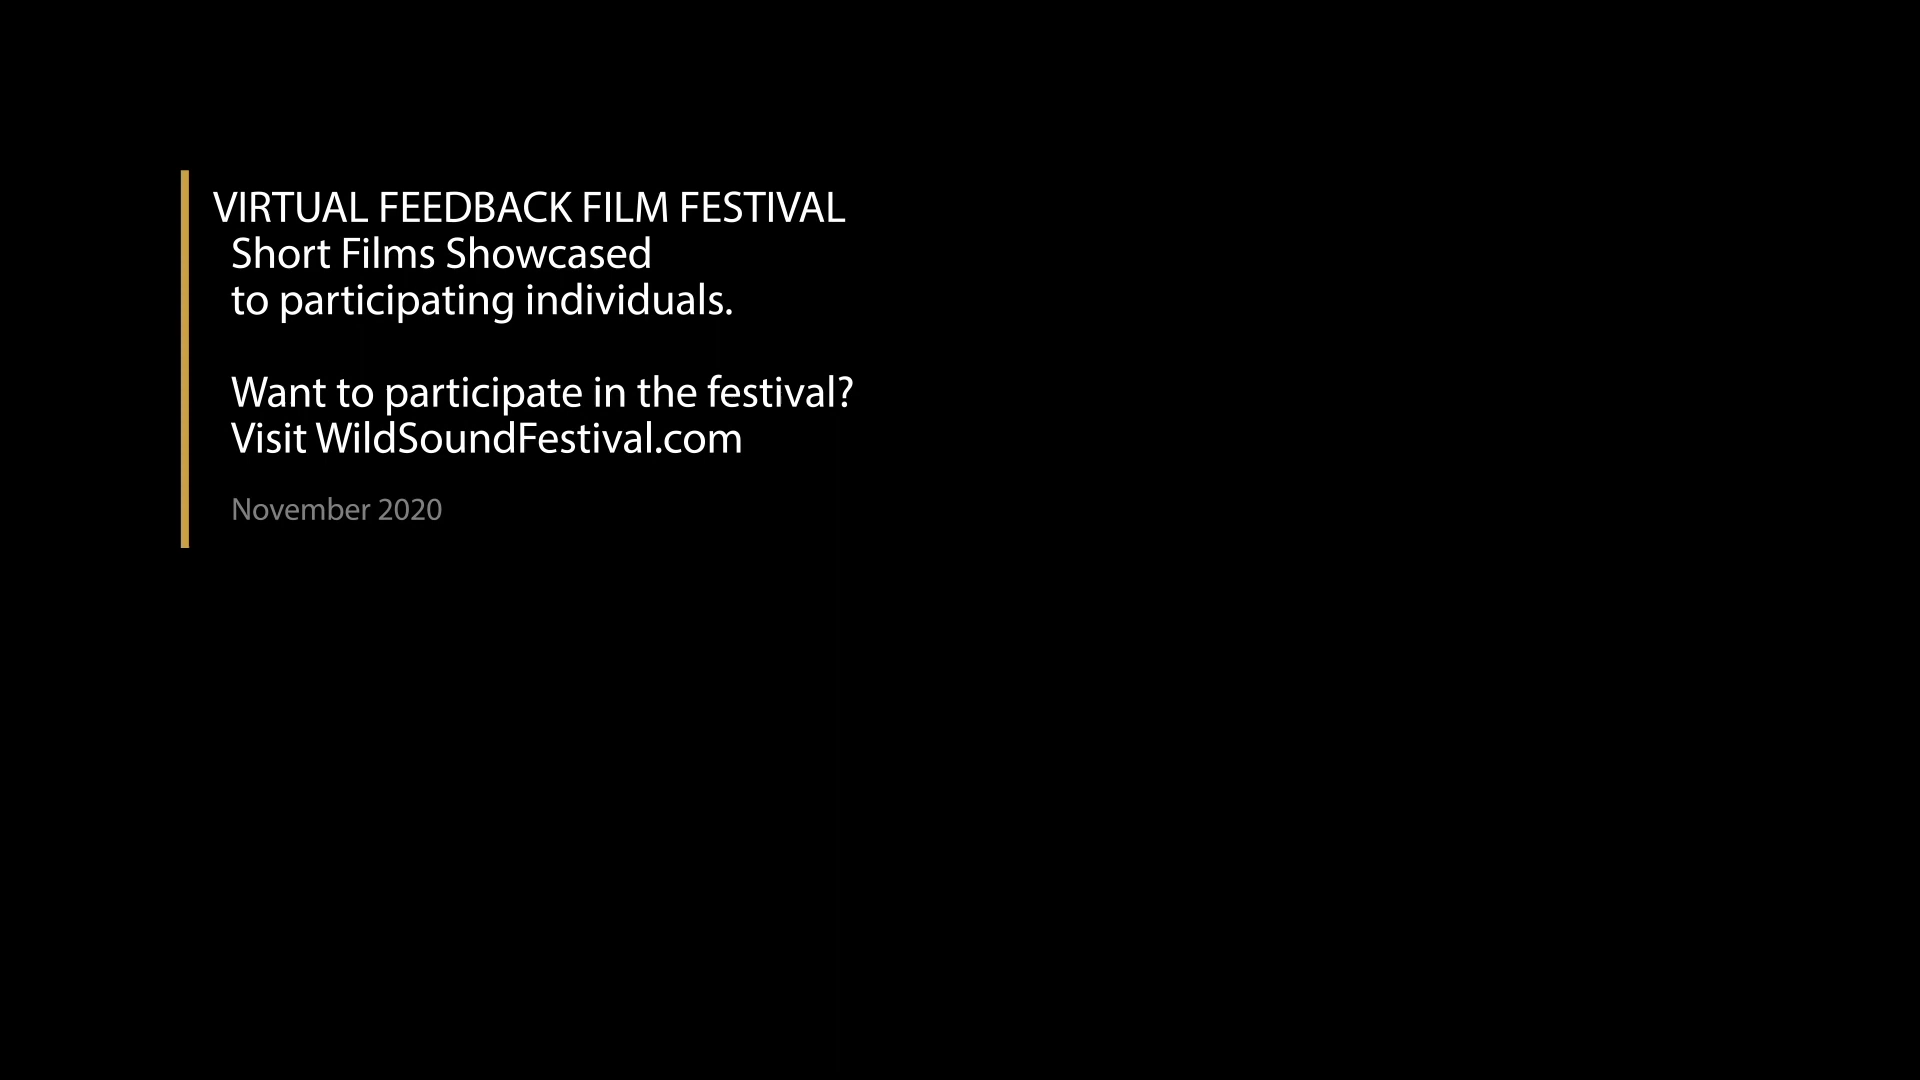 VIRTUAL FEEDBACK FILM FESTIVAL
Short Films Showcased
to participating individuals.
Want to participate in the festival?
Visit WildSoundFestival.com
November 2020